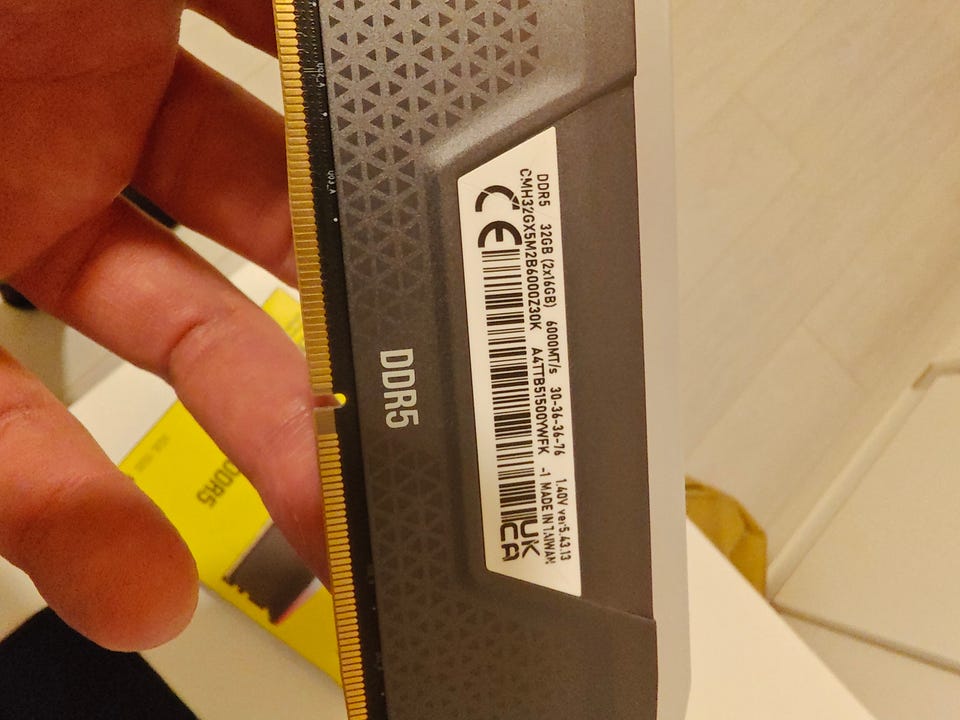 DDR5 32GB (2x16GB) 6000MT/s 30-36-36-76 1.40V ver5.43.13
CMH32GX5M2B6000Z30K A4TTB51500YWFK -1 MADE IN TAIWAN
CE
UK
CA
DDR5
DDR5